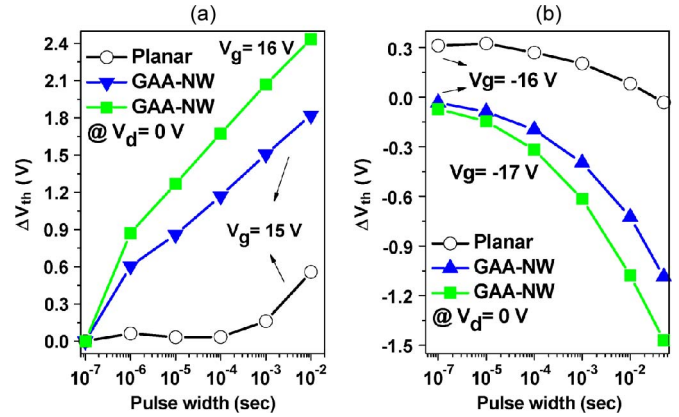 (a)
ΔVth (V)
2.4
2.1
1.8
1.5
1.2
0.9
0.6
0.3
0.0
Planar
GAA-NW
GAA-NW
@ Vd= 0 V
Vg= 16 V
Vg= 15 V
10-7
10-6
10-5
10-4
10-3
10-2
Pulse width (sec)
(b)
ΔVth (V)
0.3
0.0
-0.3
-0.6
-0.9
-1.2
-1.5
Vg= -16 V
Vg= -17 V
Planar
GAA-NW
GAA-NW
@ Vd= 0 V
10-7
10-6
10-5
10-4
10-3
10-2
Pulse width (sec)